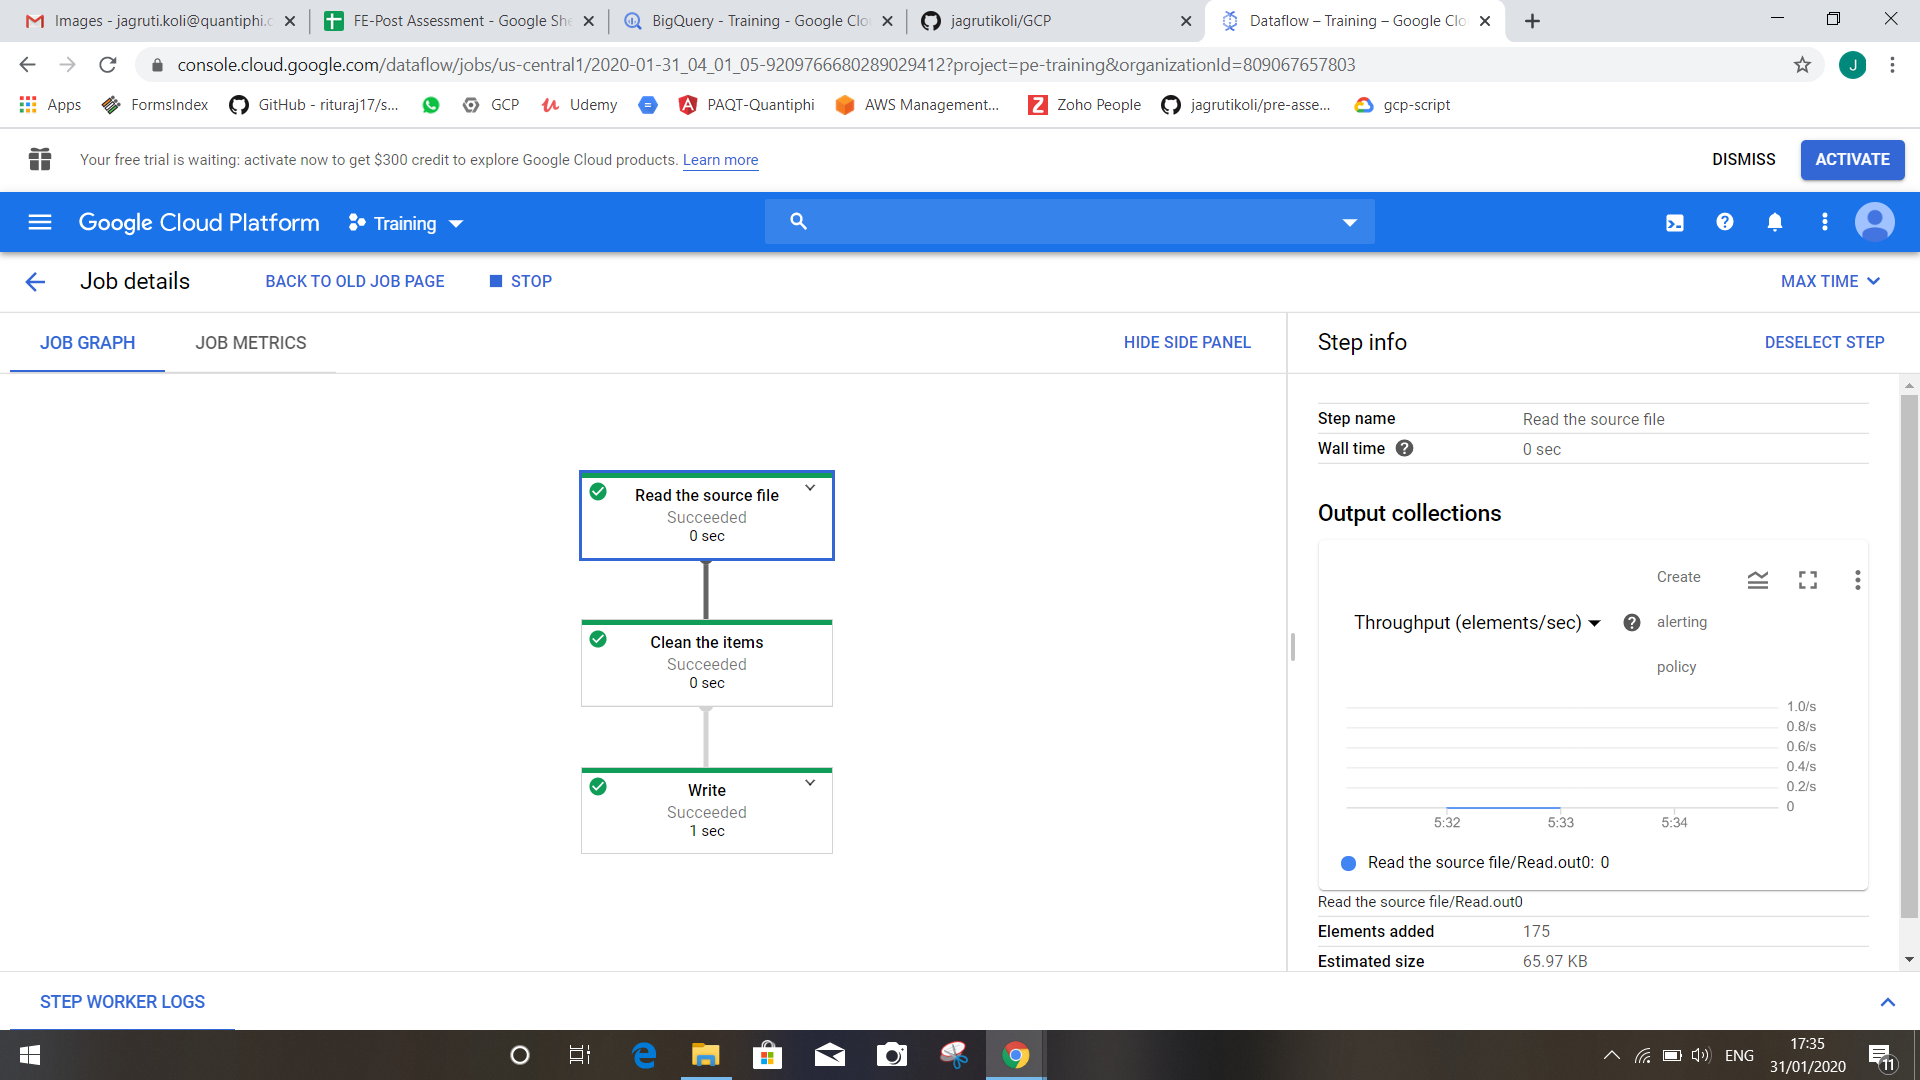 Images - jagruti.koli@quantiphi.c
FE-Post Assessment - Google She
BigQuery - Training - Google Clo
jagrutikoli/GCP
Dataflow – Training – Google Clo
console.cloud.google.com/dataflow/jobs/us-central1/2020-01-31_04_01_05-9209766680289029412?project=pe-training&organizationId=809067657803
J
Apps
FormsIndex
GitHub - rituraj17/s...
GCP
Udemy
PAQT-Quantiphi
AWS Management...
Zoho People
jagrutikoli/pre-asse...
gcp-script
Your free trial is waiting: activate now to get $300 credit to explore Google Cloud products. Learn more
DISMISS
ACTIVATE
Google Cloud Platform
Training
Job details
BACK TO OLD JOB PAGE
STOP
MAX TIME
JOB GRAPH
JOB METRICS
HIDE SIDE PANEL
Step info
DESELECT STEP
Read the source file
Succeeded
0 sec
Clean the items
Succeeded
0 sec
Write
Succeeded
1 sec
Step name Read the source file
Wall time 0 sec
Output collections
Create
alerting
policy
Throughput (elements/sec)
1.0/s
0.8/s
0.6/s
0.4/s
0.2/s
0
5:32 5:33 5:34
Read the source file/Read.out0: 0
Read the source file/Read.out0
Elements added 175
Estimated size 65.97 KB
STEP WORKER LOGS
ENG
17:35
31/01/2020
11